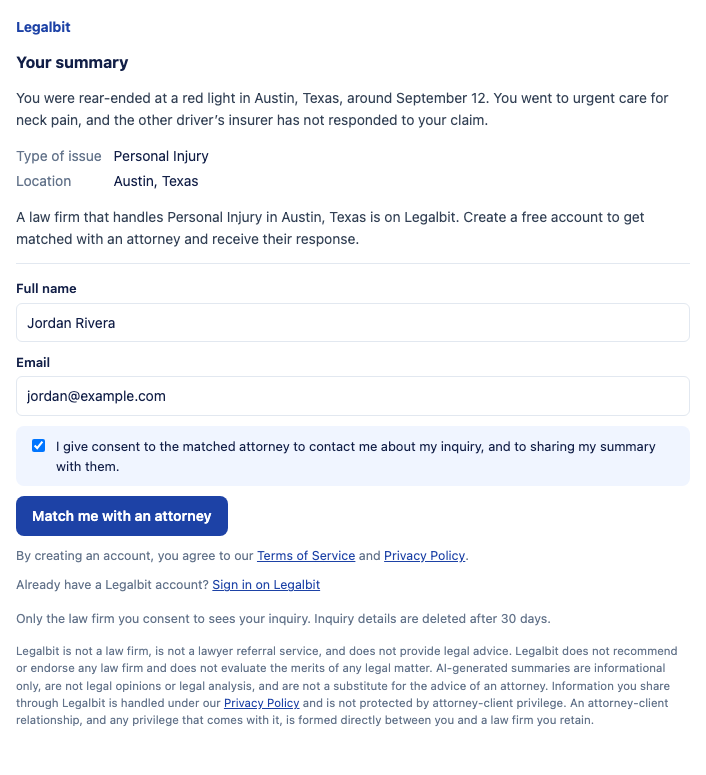 Legalbit
Your summary
You were rear-ended at a red light in Austin, Texas, around September 12. You went to urgent care for
neck pain, and the other driver’s insurer has not responded to your claim.
Type of issue Personal Injury
Location Austin, Texas
A law firm that handles Personal Injury in Austin, Texas is on Legalbit. Create a free account to get
matched with an attorney and receive their response.
Full name
Jordan Rivera
Email
jordan@example.com
I give consent to the matched attorney to contact me about my inquiry, and to sharing my summary
with them.
Match me with an attorney
By creating an account, you agree to our Terms of Service and Privacy Policy.
Already have a Legalbit account? Sign in on Legalbit
Only the law firm you consent to sees your inquiry. Inquiry details are deleted after 30 days.
Legalbit is not a law firm, is not a lawyer referral service, and does not provide legal advice. Legalbit does not recommend
or endorse any law firm and does not evaluate the merits of any legal matter. AI-generated summaries are informational
only, are not legal opinions or legal analysis, and are not a substitute for the advice of an attorney. Information you share
through Legalbit is handled under our Privacy Policy and is not protected by attorney-client privilege. An attorney-client
relationship, and any privilege that comes with it, is formed directly between you and a law firm you retain.